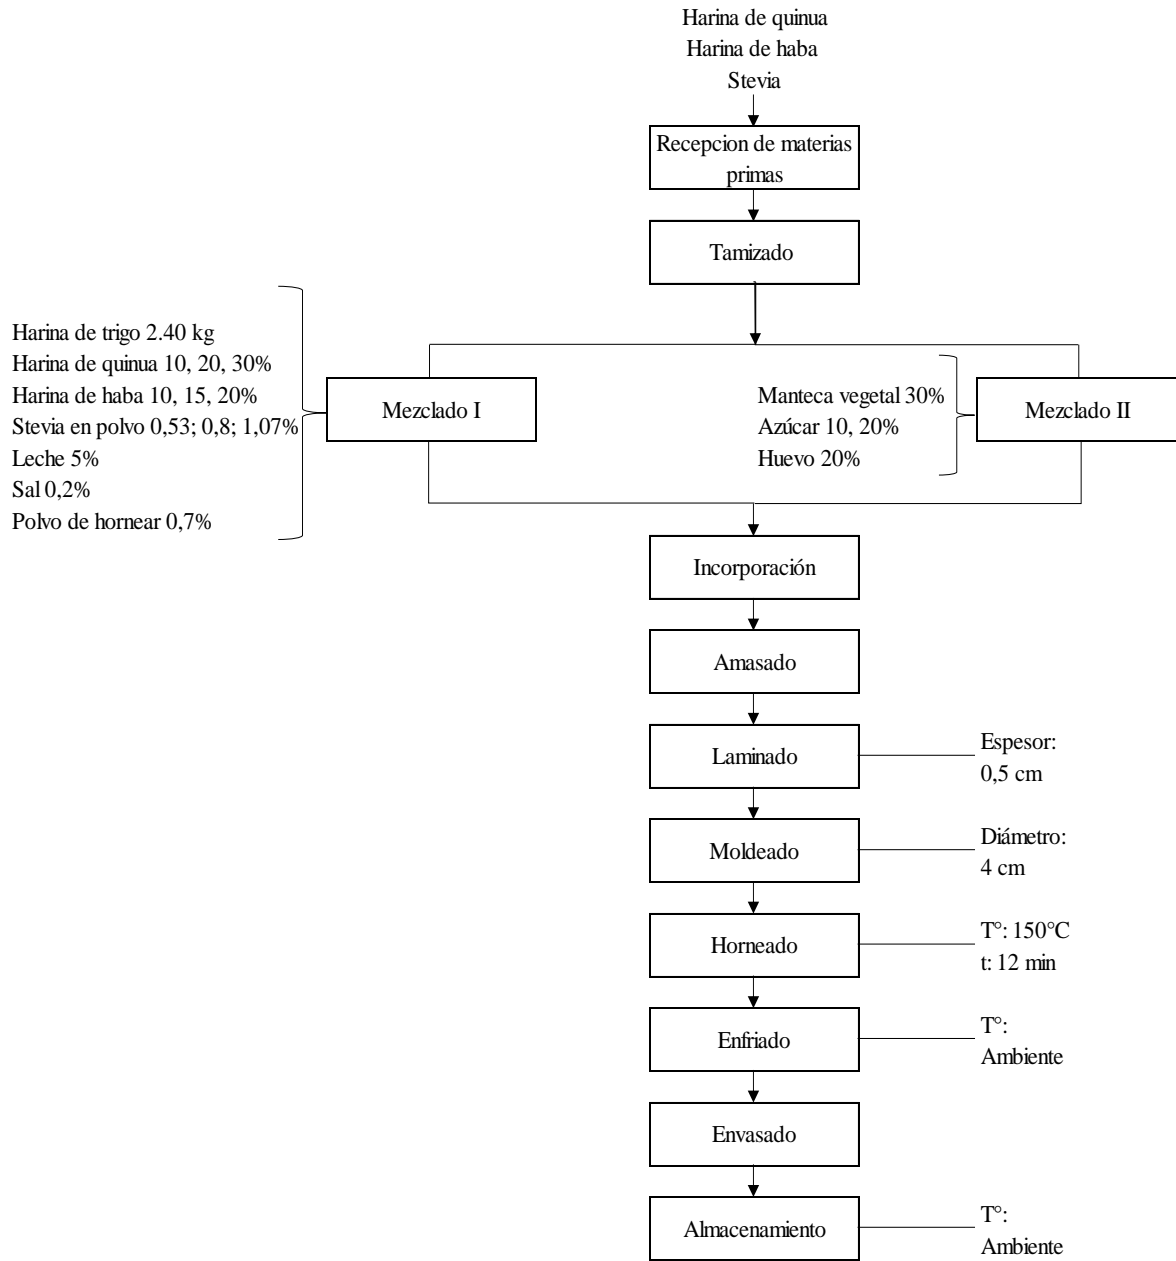 Harina de quinua
Harina de haba
Stevia
Recepcion de materias
primas
Tamizado
Harina de trigo 2.40 kg
Harina de quinua 10, 20, 30%
Harina de haba 10, 15, 20%
Stevia en polvo 0,53; 0,8; 1,07%
Leche 5%
Sal 0,2%
Polvo de hornear 0,7%
Mezclado I
Manteca vegetal 30%
Azúcar 10, 20%
Huevo 20%
Mezclado II
Incorporación
Amasado
Laminado
Espesor:
0,5 cm
Moldeado
Diámetro:
4 cm
Horneado
T°: 150°C
t: 12 min
Enfriado
T°:
Ambiente
Envasado
Almacenamiento
T°:
Ambiente